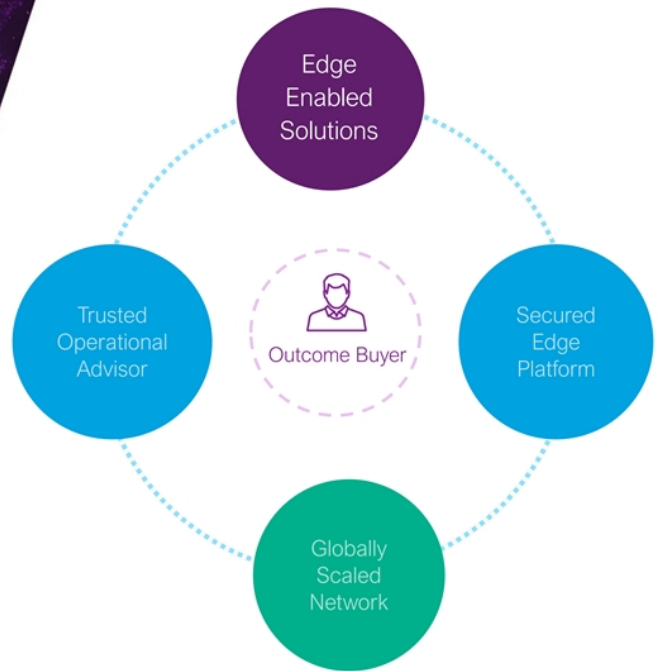 Edge
Enabled
Solutions
Trusted
Operational
Advisor
Outcome Buyer
Secured
Edge
Platform
Globally
Scaled
Network